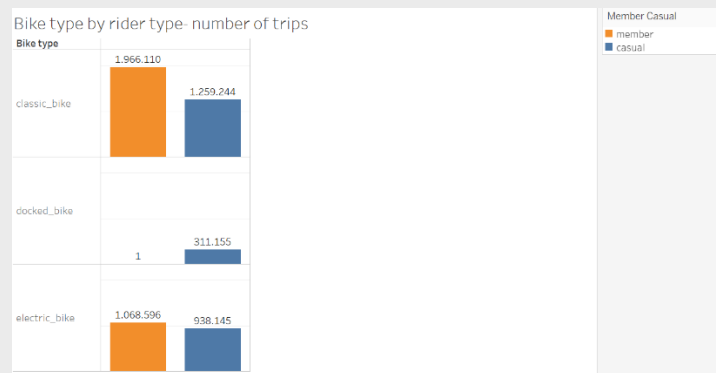 Bike type by rider type- number of trips
Bike type
classic_bike
1.966.110
1.259.244
docked_bike
1
311.155
electric_bike
1.068.596
938.145
Member Casual
member
casual